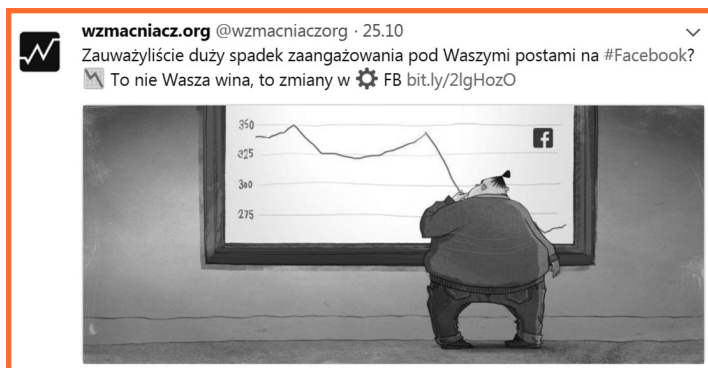 wzmacniacz.org @wzmacniaczorg · 25.10
Zauważyliście duży spadek zaangażowania pod Waszymi postami na #Facebook?
To nie Wasza wina, to zmiany w FB bit.ly/2lgHozO
350
325
300
275
f